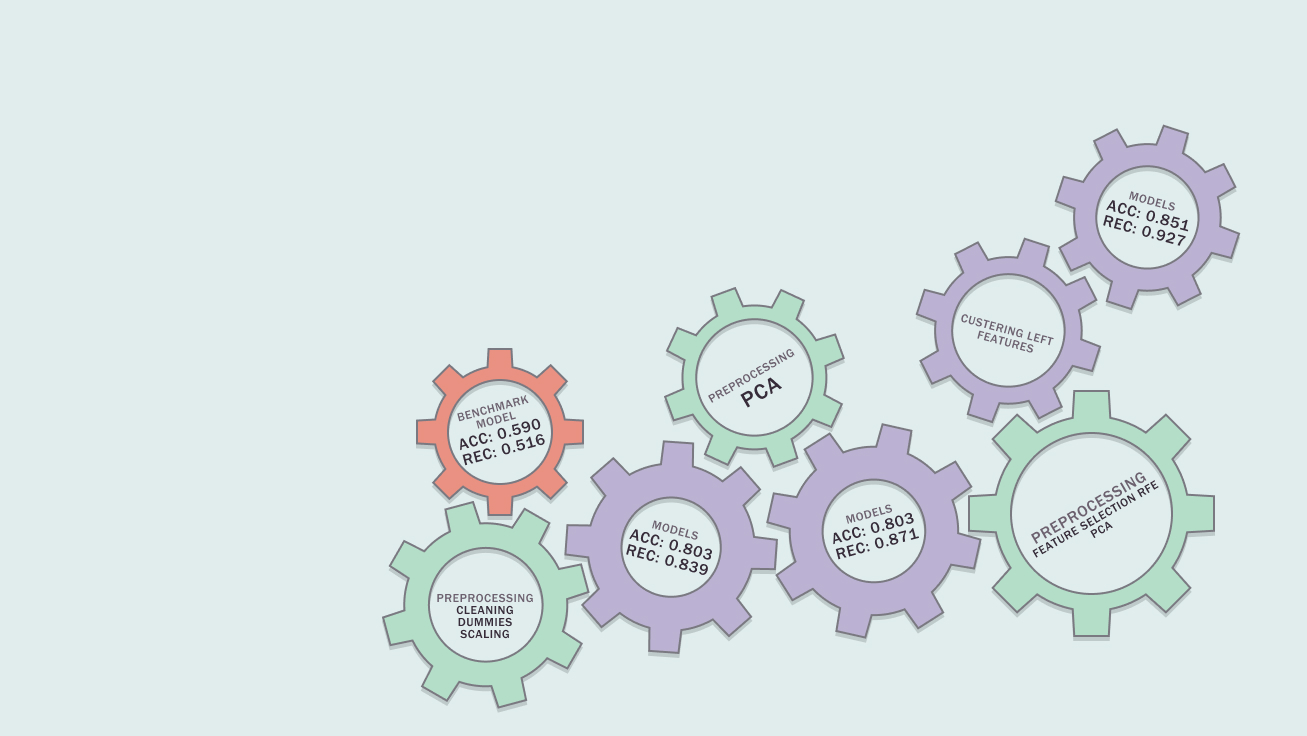 BENCHMARK
MODEL
ACC: 0.590
REC: 0.516
PREPROCESSING
CLEANING
DUMMIES
SCALING
MODELS
ACC: 0.803
REC: 0.839
PREPROCESSING
PCA
MODELS
ACC: 0.803
REC: 0.871
PREPROCESSING
FEATURE SELECTION RFE
PCA
CUSTERING LEFT
FEATURES
MODELS
ACC: 0.851
REC: 0.927